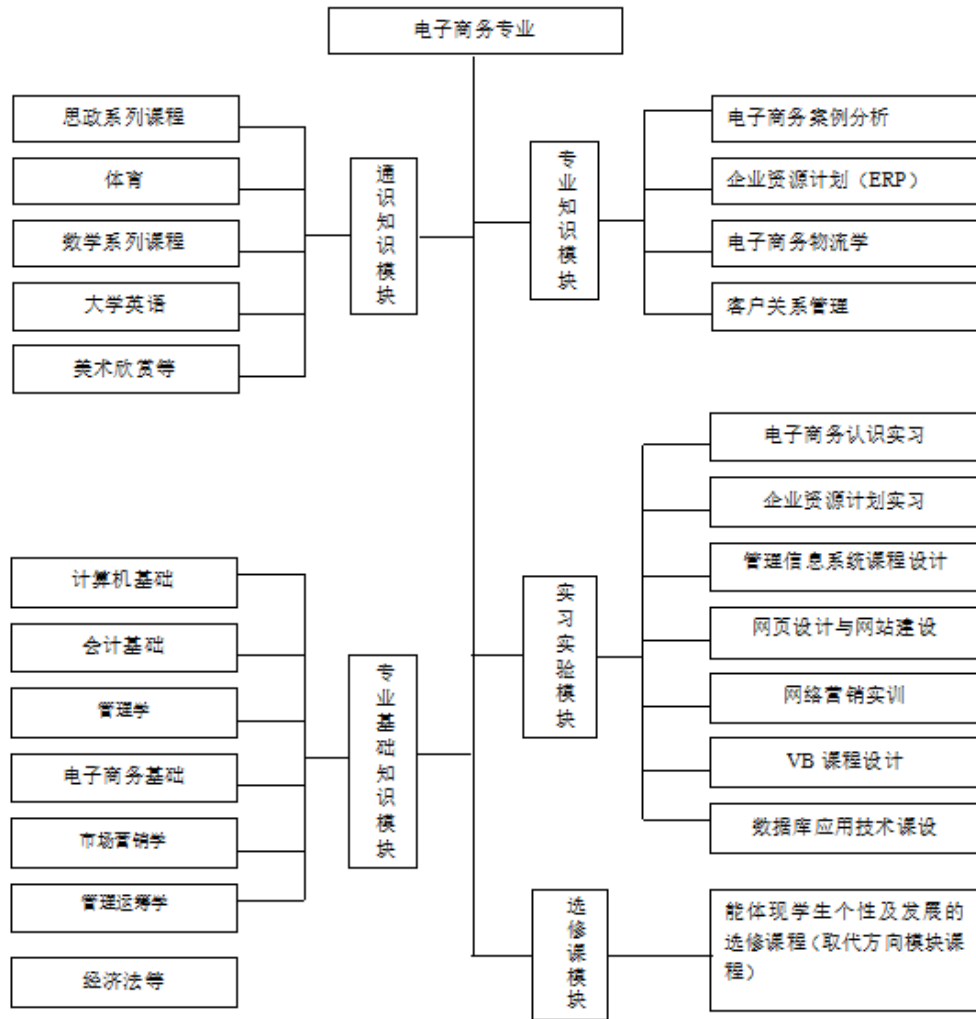 电子商务专业
思政系列课程
体育
数学系列课程
大学英语
美术欣赏等
通识知识模块
专业知识模块
电子商务案例分析
企业资源计划（ERP）
电子商务物流学
客户关系管理
计算机基础
会计基础
管理学
电子商务基础
市场营销学
管理运筹学
经济法等
专业基础知识模块
实习实验模块
电子商务认识实习
企业资源计划实习
管理信息系统课程设计
网页设计与网站建设
网络营销实训
VB 课程设计
数据库应用技术课设
选修课模块
能体现学生个性及发展的
选修课程（取代方向模块课
程）